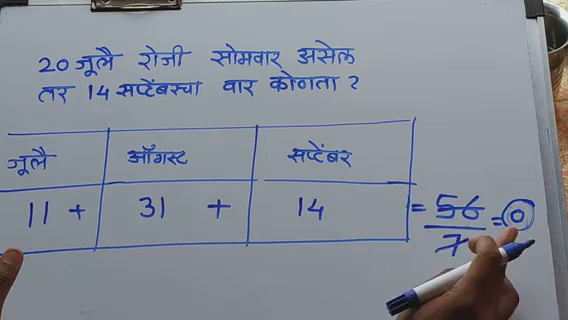 20 जूलै रोजी सोमवार असेल
तर 14 सप्टेंबरचा वार कोणता ?
जूलै ऑगस्ट सप्टेंबर
11 + 31 + 14 = 56/7 = 0